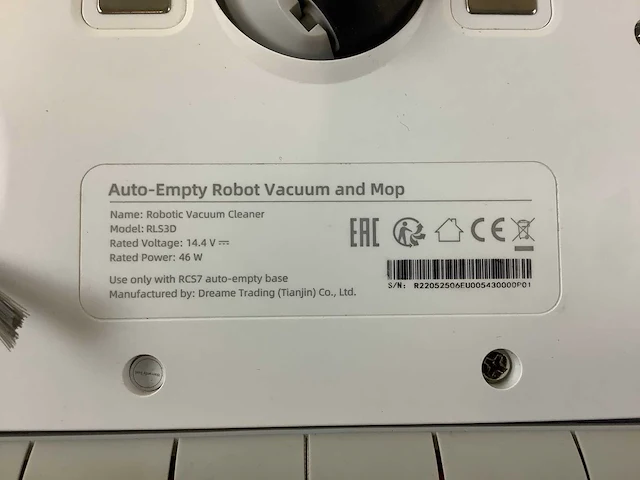 Auto-Empty Robot Vacuum and Mop
Name: Robotic Vacuum Cleaner
Model: RLS3D
Rated Voltage: 14.4 V ⎓
Rated Power: 46 W
Use only with RCS7 auto-empty base
Manufactured by: Dreame Trading (Tianjin) Co., Ltd.
EAC CE
S/N: R22052506EU005430000P01